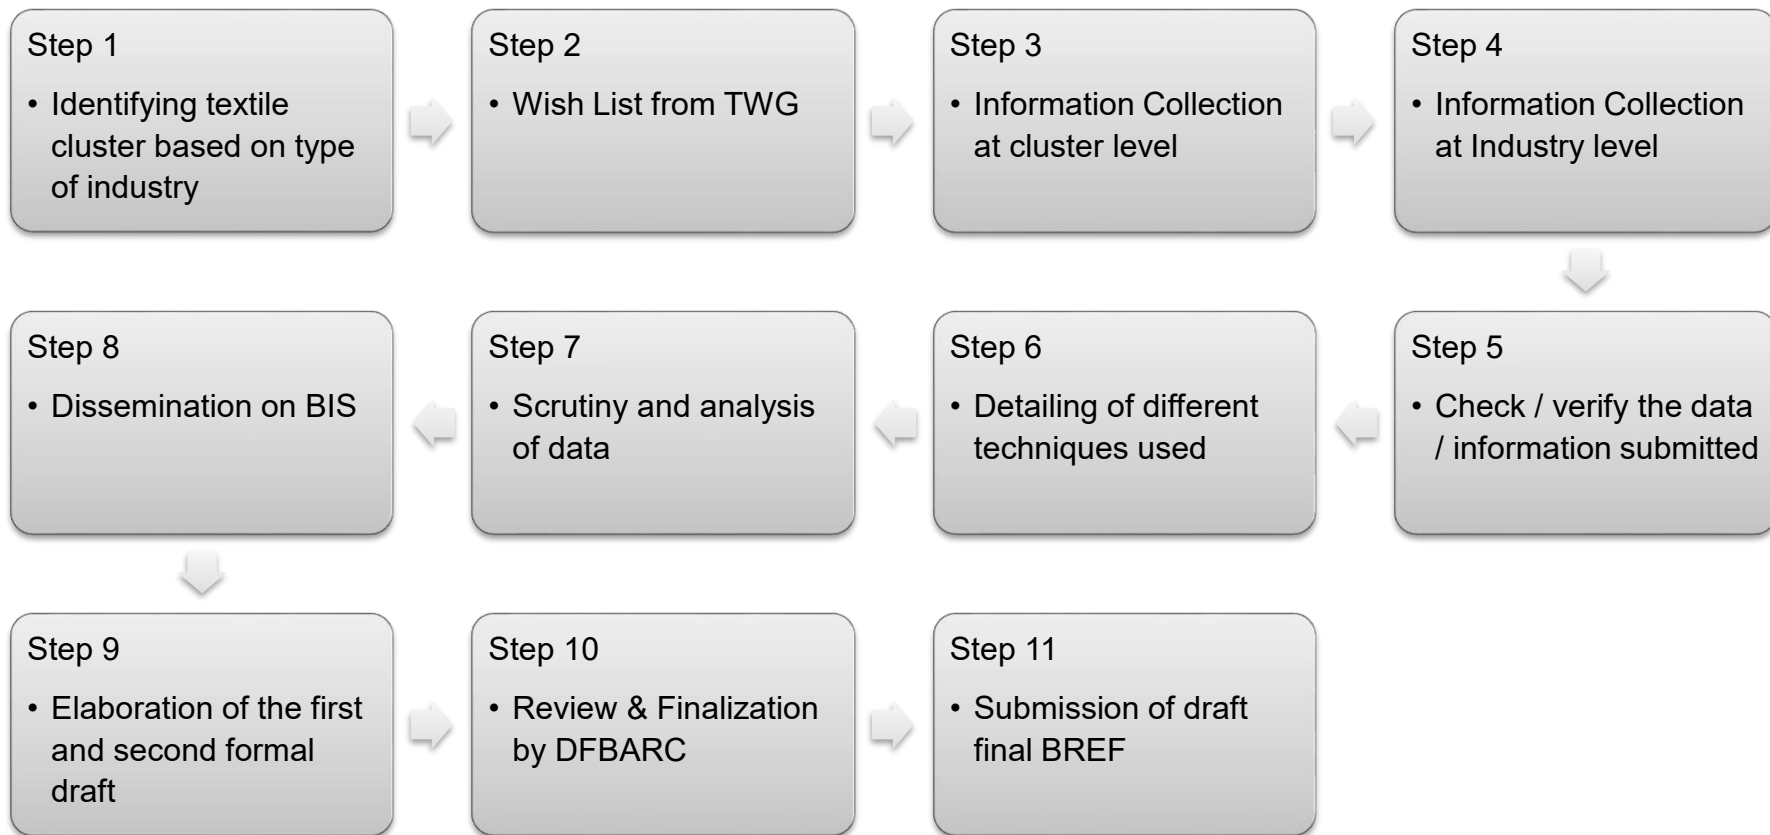 Step 1
• Identifying textile
cluster based on type
of industry
Step 2
• Wish List from TWG
Step 3
• Information Collection
at cluster level
Step 4
• Information Collection
at Industry level
Step 5
• Check / verify the data
/ information submitted
Step 6
• Detailing of different
techniques used
Step 7
• Scrutiny and analysis
of data
Step 8
• Dissemination on BIS
Step 9
• Elaboration of the first
and second formal
draft
Step 10
• Review & Finalization
by DFBARC
Step 11
• Submission of draft
final BREF